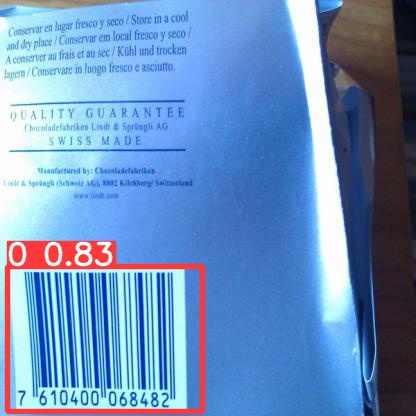 Conservar en lugar fresco y seco / Store in a cool
and dry place / Conservar em local fresco y seco /
A conserver au frais et au sec / Kühl und trocken
lagern / Conservare in luogo fresco e asciutto.
QUALITY GUARANTEE
Chocoladefabriken Lindt & Sprüngli AG
SWISS MADE
Manufactured by: Chocoladefabriken
Lindt & Sprüngli (Schweiz AG), 8802 Kilchberg/ Switzerland
www.lindt.com
0 0.83
7 610400 068482